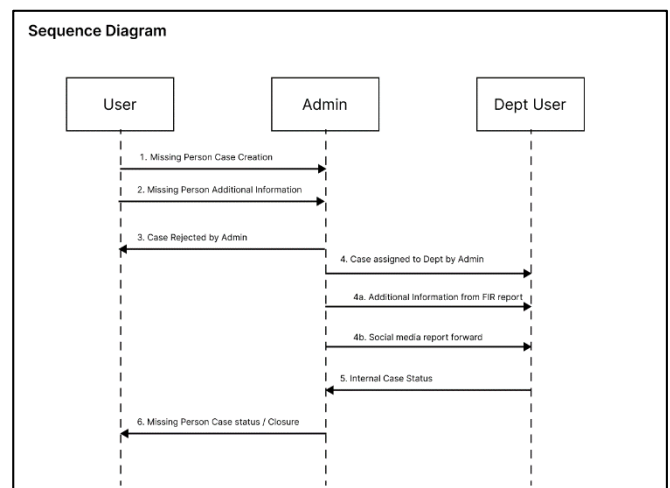 Sequence Diagram
User
Admin
Dept User
1. Missing Person Case Creation
2. Missing Person Additional Information
3. Case Rejected by Admin
4. Case assigned to Dept by Admin
4a. Additional Information from FIR report
4b. Social media report forward
5. Internal Case Status
6. Missing Person Case status / Closure